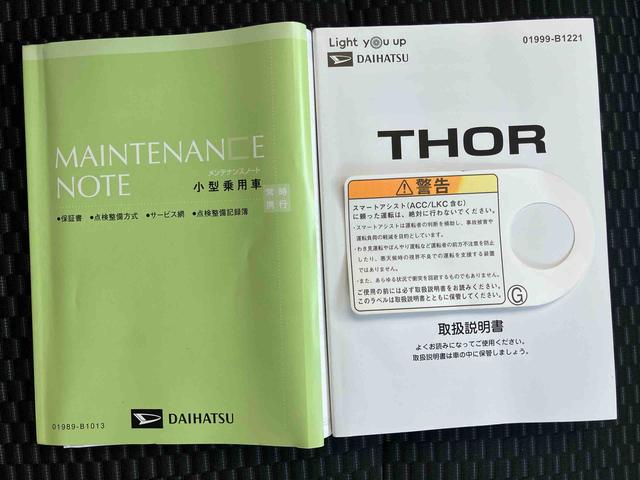 MAINTENANCE
NOTE
メンテナンスノート
小型乗用車
常時
携行
●保証書 ●点検整備方式 ●サービス網 ●点検整備記録簿
01989-B1013
DAIHATSU
Light you up
DAIHATSU
01999-B1221
THOR
警告
スマートアシスト(ACC/LKC含む)
に頼った運転は、絶対に行わないでください。
・スマートアシストは運転者の判断を補助し、事故被害や
運転負荷の軽減を目的としています。
・わき見運転やぼんやり運転など運転者の前方不注意を防止
したり、悪天候時の視界不良での運転を支援する装置
ではありません。
・また、あらゆる状況で衝突を回避するものでもありません。
ご使用の前には必ず取扱説明書をお読みください。
このラベルは取扱説明書とともに保管してください。
G
取扱説明書
よくお読みになってご使用ください。
取扱説明書は車の中に保管しましょう。